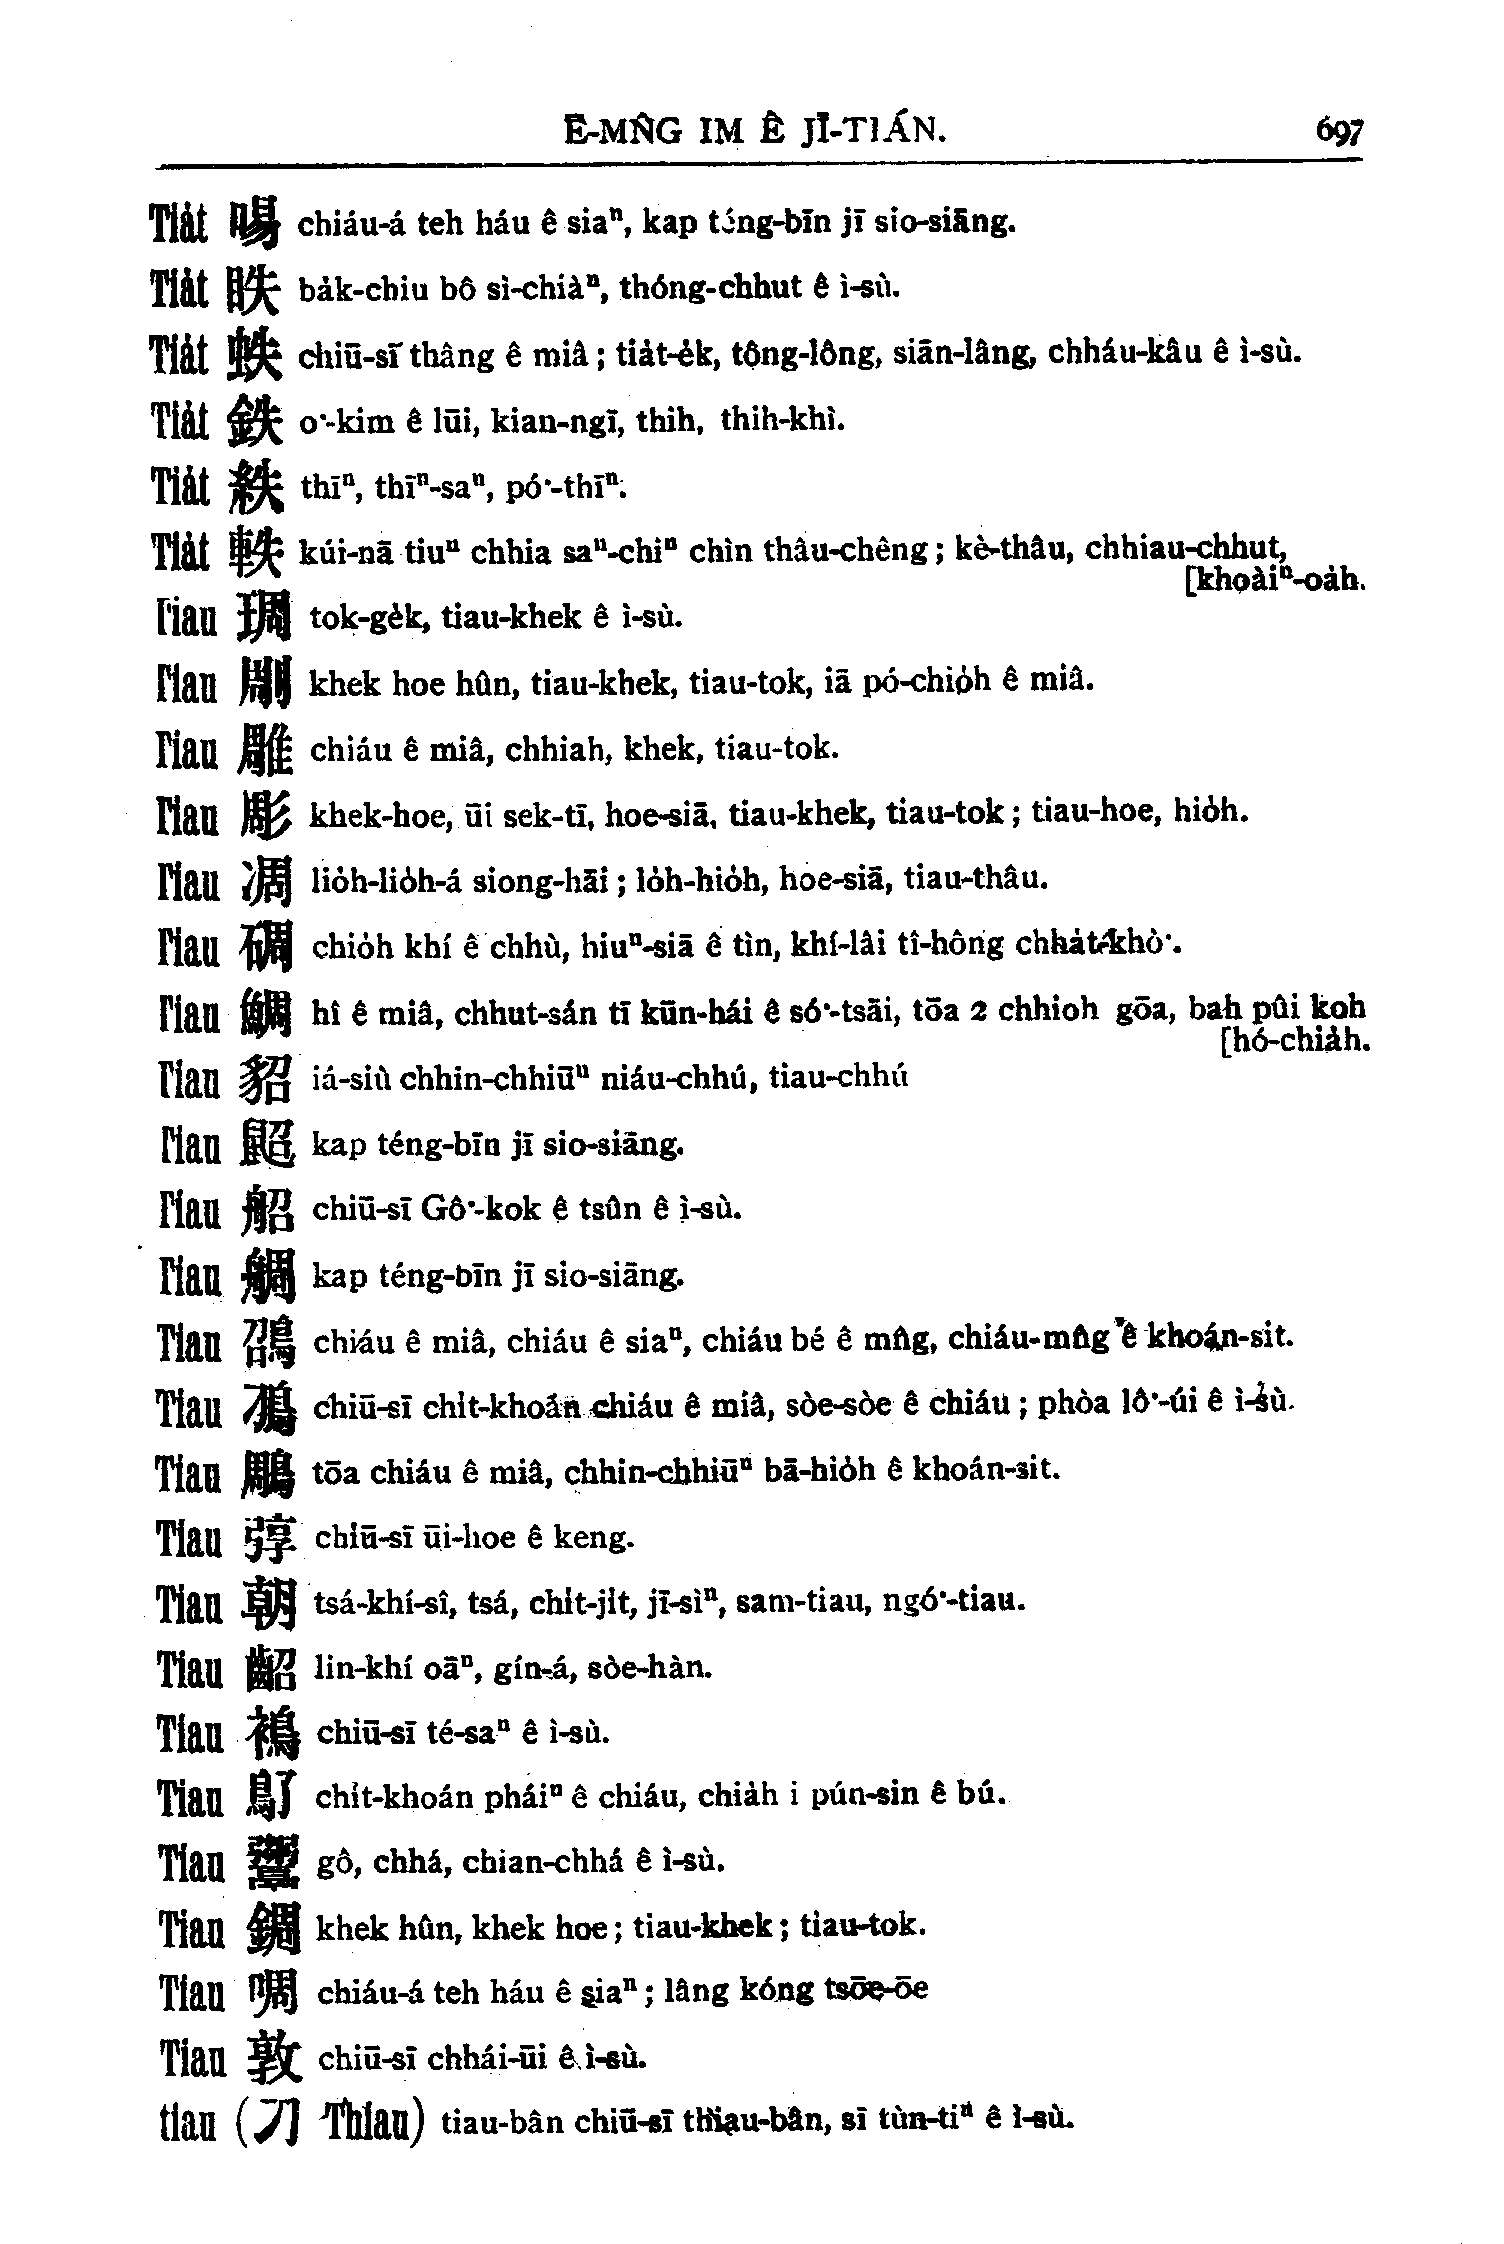 Ē-MN̂G IM Ê JĪ-TIÁN. 697
Tia̍t 㖡 chiáu-á teh háu ê siaⁿ, kap téng-bīn jī sio-siāng.
Tia̍t 眣 ba̍k-chiu bô sì-chiàⁿ, thóng-chhut ê ì-sù.
Tia̍t 蛈 chiū-sī thâng ê miâ; tia̍t-e̍k, tông-lông, siān-lâng, chháu-kâu ê ì-sù.
Tia̍t 鉄 o͘-kim ê lūi, kian-ngī, thih, thih-khì.
Tia̍t 紩 thīⁿ, thīⁿ-saⁿ, pó͘-thīⁿ.
Tia̍t 軼 kúi-nā tiuⁿ chhia saⁿ-chiⁿ chìn thâu-chêng; kè-thâu, chhiau-chhut,
[khoàiⁿ-oa̍h.
Tiau 琱 tok-ge̍k, tiau-khek ê ì-sù.
Tiau 剮 khek hoe hûn, tiau-khek, tiau-tok, iā pó-chio̍h ê miâ.
Tiau 雕 chiáu ê miâ, chhiah, khek, tiau-tok.
Tiau 彫 khek-hoe, ūi sek-tī, hoe-siā, tiau-khek, tiau-tok; tiau-hoe, hio̍h.
Tiau 凋 lio̍h-lio̍h-á siong-hāi; lo̍h-hio̍h, hoe-siā, tiau-thâu.
Tiau 碉 chio̍h khí ê chhù, hiuⁿ-siā ê tìn, khí-lâi tî-hông chha̍t-khò͘.
Tiau 鯛 hî ê miâ, chhut-sán tī kūn-hái ê só͘-tsāi, tōa 2 chhioh gōa, bah pûi koh
[hó-chia̍h.
Tiau 貂 iá-siù chhin-chhiūⁿ niáu-chhú, tiau-chhú
Tiau 鼦 kap téng-bīn jī sio-siāng.
Tiau 船 chiū-sī Gô͘-kok ê tsûn ê ì-sù.
Tiau 艒 kap téng-bīn jī sio-siāng.
Tiau 鴞 chiáu ê miâ, chiáu ê siaⁿ, chiáu bé ê mn̂g, chiáu-mn̂g ê khoán-sit.
Tiau 鳭 chiū-sī chi̍t-khoán chiáu ê miâ, sòe-sòe ê chiáu; phòa lô͘-úi ê ì-sù.
Tiau 鵰 tōa chiáu ê miâ, chhin-chhiūⁿ bā-hio̍h ê khoán-sit.
Tiau 弴 chiū-sī ūi-hoe ê keng.
Tiau 朝 tsá-khí-sî, tsá, chi̍t-ji̍t, jī-sìⁿ, sam-tiau, ngó͘-tiau.
Tiau 齠 lin-khí oāⁿ, gín-á, sòe-hàn.
Tiau 裊 chiū-sī té-saⁿ ê ì-sù.
Tiau 鳭 chi̍t-khoán pháiⁿ ê chiáu, chia̍h i pún-sin ê bú.
Tiau gô, chhá, chian-chhá ê ì-sù.
Tiau 鋼 khek hûn, khek hoe; tiau-khek; tiau-tok.
Tiau 啁 chiáu-á teh háu ê siaⁿ; lâng kóng tsōe-ōe
Tiau 敦 chiū-sī chhái-ūi ê ì-sù.
tiau (刁 Thiau) tiau-bân chiū-sī thiau-bân, sī tùn-tiⁿ ê ì-sù.